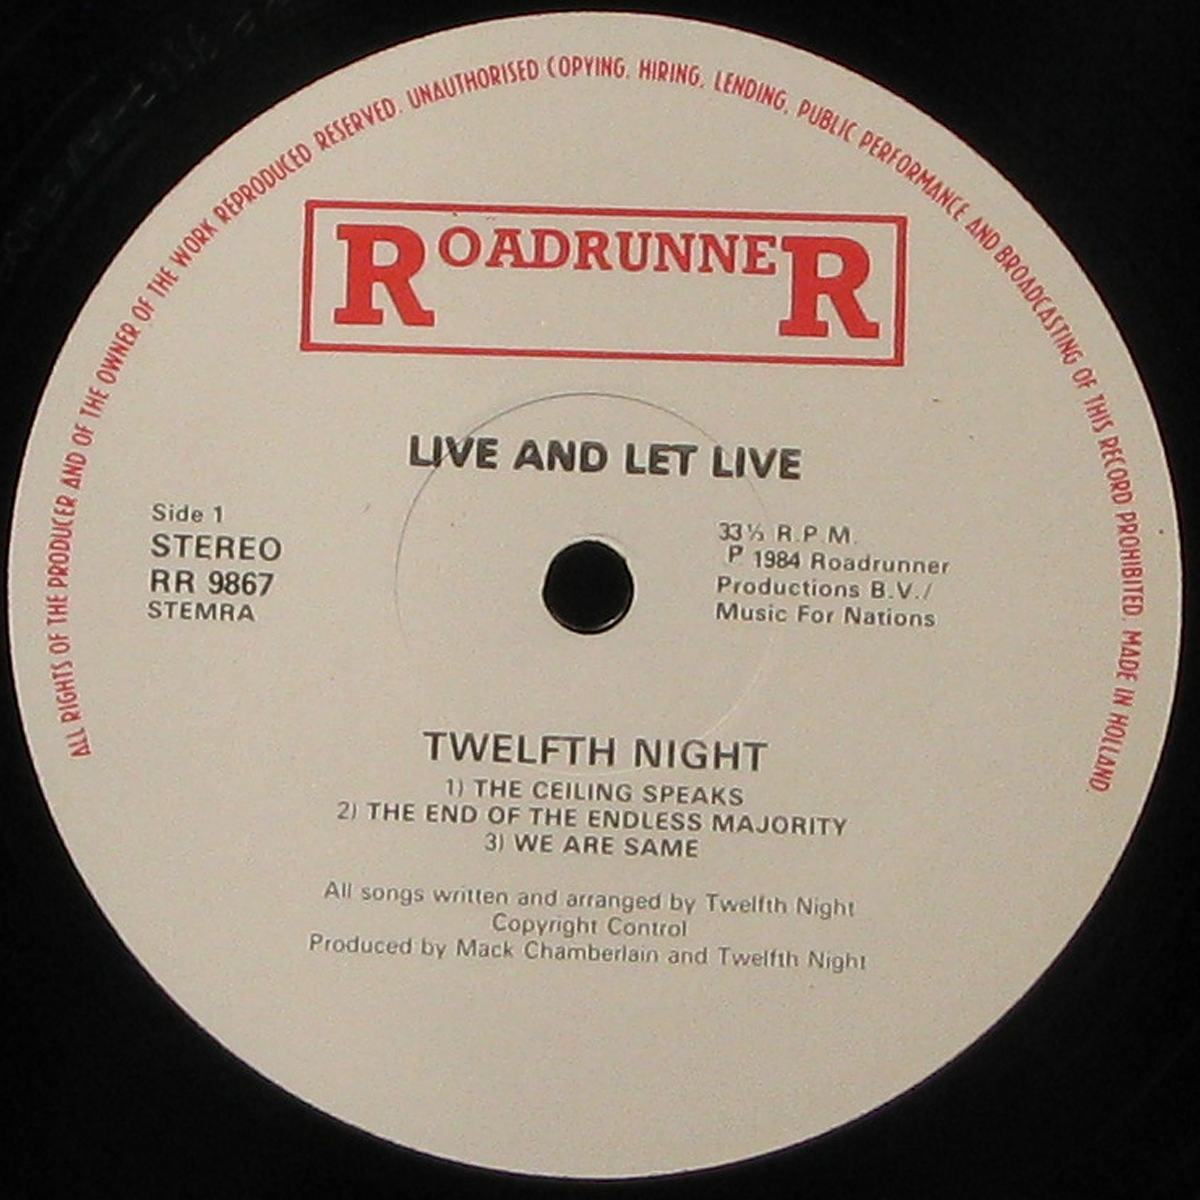 ALL RIGHTS OF THE PRODUCER AND OF THE OWNER OF THE WORK REPRODUCED RESERVED. UNAUTHORISED COPYING, HIRING, LENDING, PUBLIC PERFORMANCE AND BROADCASTING OF THIS RECORD PROHIBITED. MADE IN HOLLAND.
ROADRUNNER
LIVE AND LET LIVE
Side 1
STEREO
RR 9867
STEMRA
33⅓ R.P.M.
P 1984 Roadrunner
Productions B.V./
Music For Nations
TWELFTH NIGHT
1) THE CEILING SPEAKS
2) THE END OF THE ENDLESS MAJORITY
3) WE ARE SAME
All songs written and arranged by Twelfth Night
Copyright Control
Produced by Mack Chamberlain and Twelfth Night